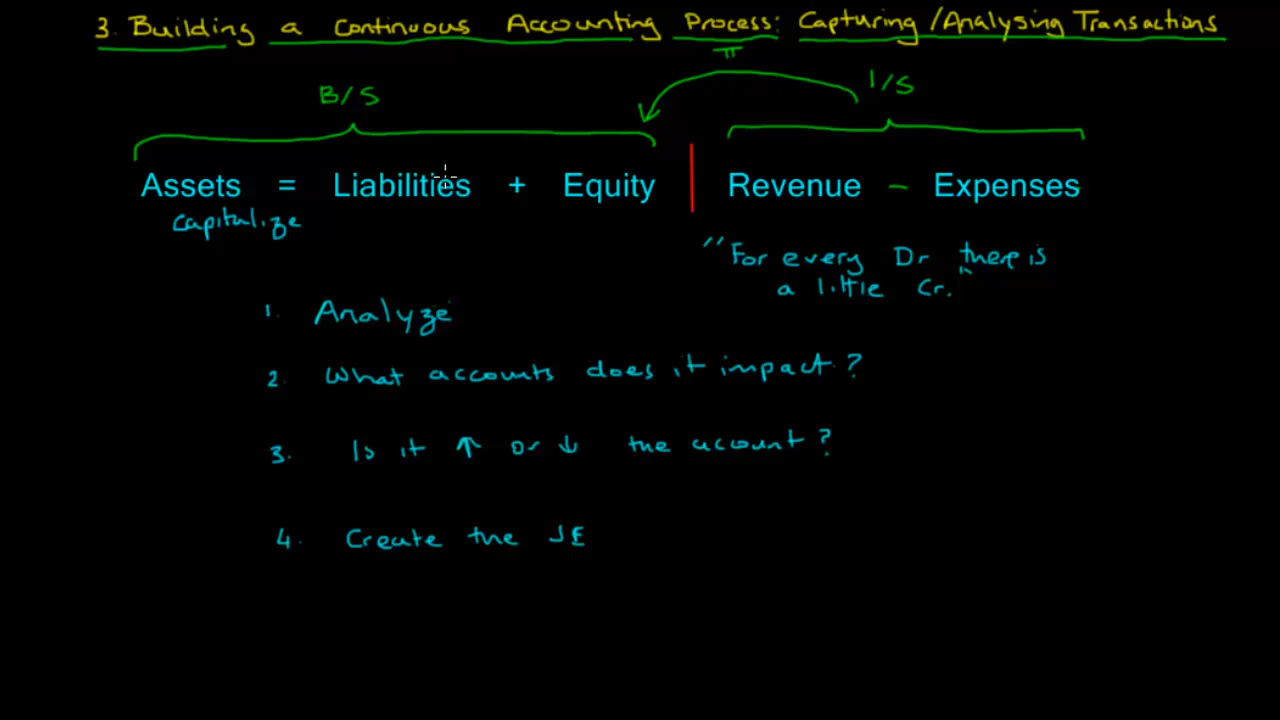 3. Building a Continuous Accounting Process: Capturing /Analysing Transactions
π
B/S
I/S
Assets = Liabilities + Equity | Revenue - Expenses
Capitalize
"For every Dr there is
a little Cr."
1. Analyze
2. What accounts does it impact?
3. Is it ↑ or ↓ the account?
4. Create the JE